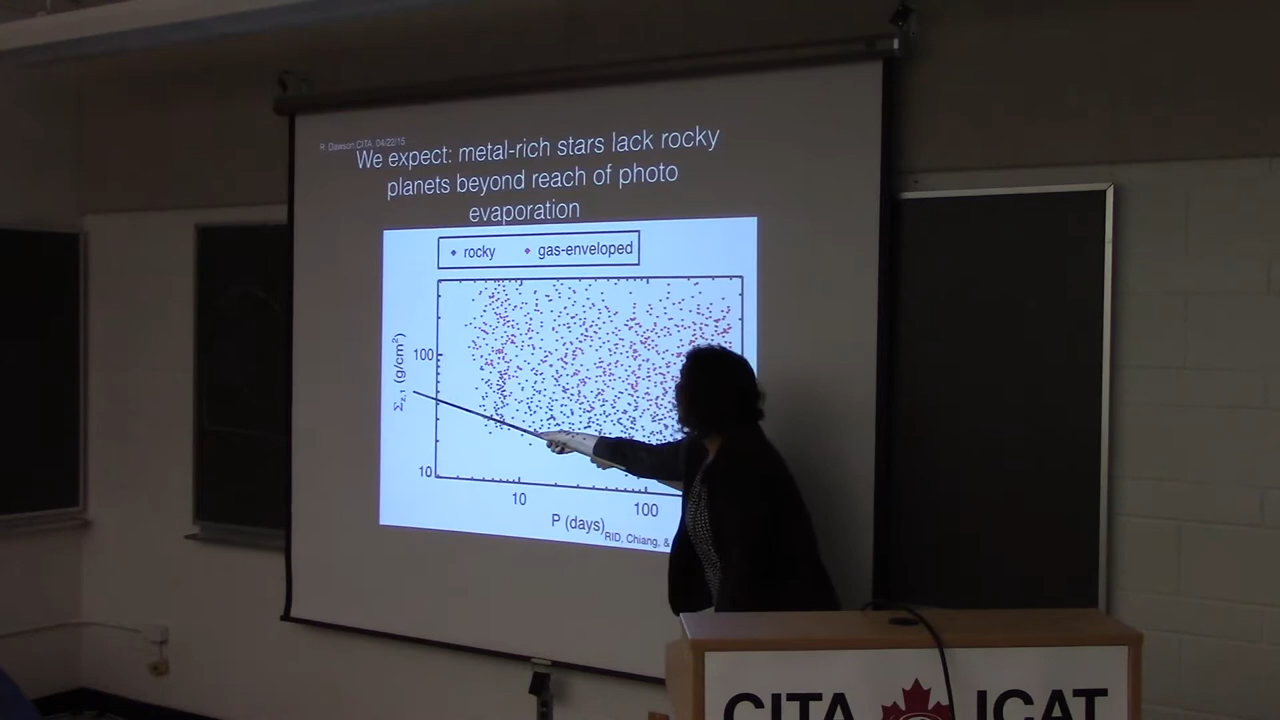 R. Dawson,CITA, 04/22/15
We expect: metal-rich stars lack rocky
planets beyond reach of photo
evaporation
rocky gas-enveloped
100
Σz,1 (g/cm²)
10
10 100
P (days)
RID, Chiang, &
CITA ICAT